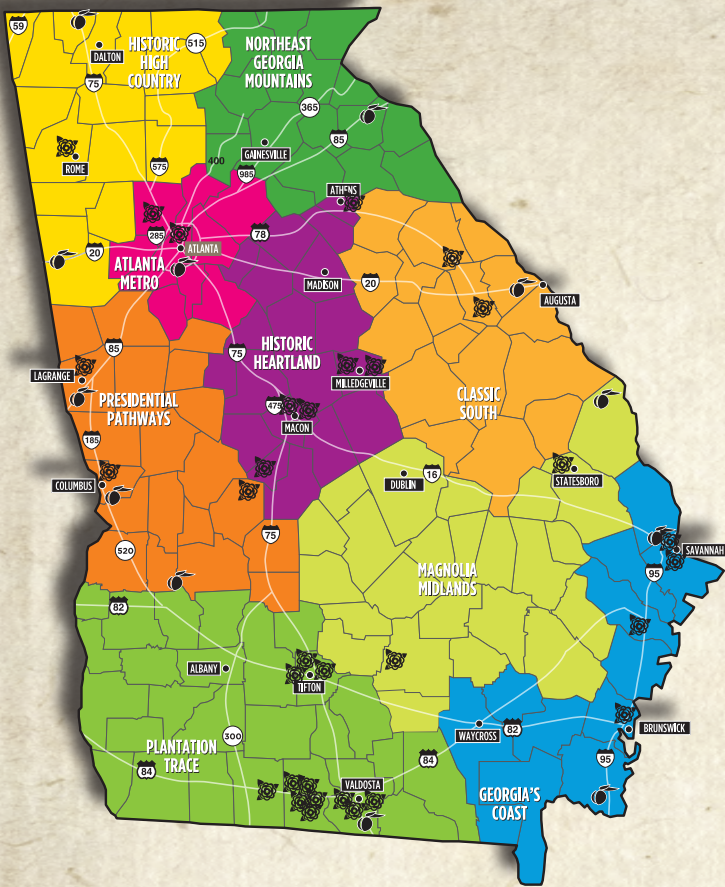 59
DALTON
HISTORIC
HIGH
COUNTRY
515
NORTHEAST
GEORGIA
MOUNTAINS
75
365
85
ROME
575
400
GAINESVILLE
985
ATHENS
285
78
20
ATLANTA
ATLANTA
METRO
MADISON
20
AUGUSTA
85
75
HISTORIC
HEARTLAND
LAGRANGE
MILLEDGEVILLE
PRESIDENTIAL
PATHWAYS
475
MACON
CLASSIC
SOUTH
185
COLUMBUS
DUBLIN
16
STATESBORO
75
520
SAVANNAH
95
MAGNOLIA
MIDLANDS
82
ALBANY
TIFTON
300
WAYCROSS
82
BRUNSWICK
PLANTATION
TRACE
84
84
95
VALDOSTA
GEORGIA'S
COAST